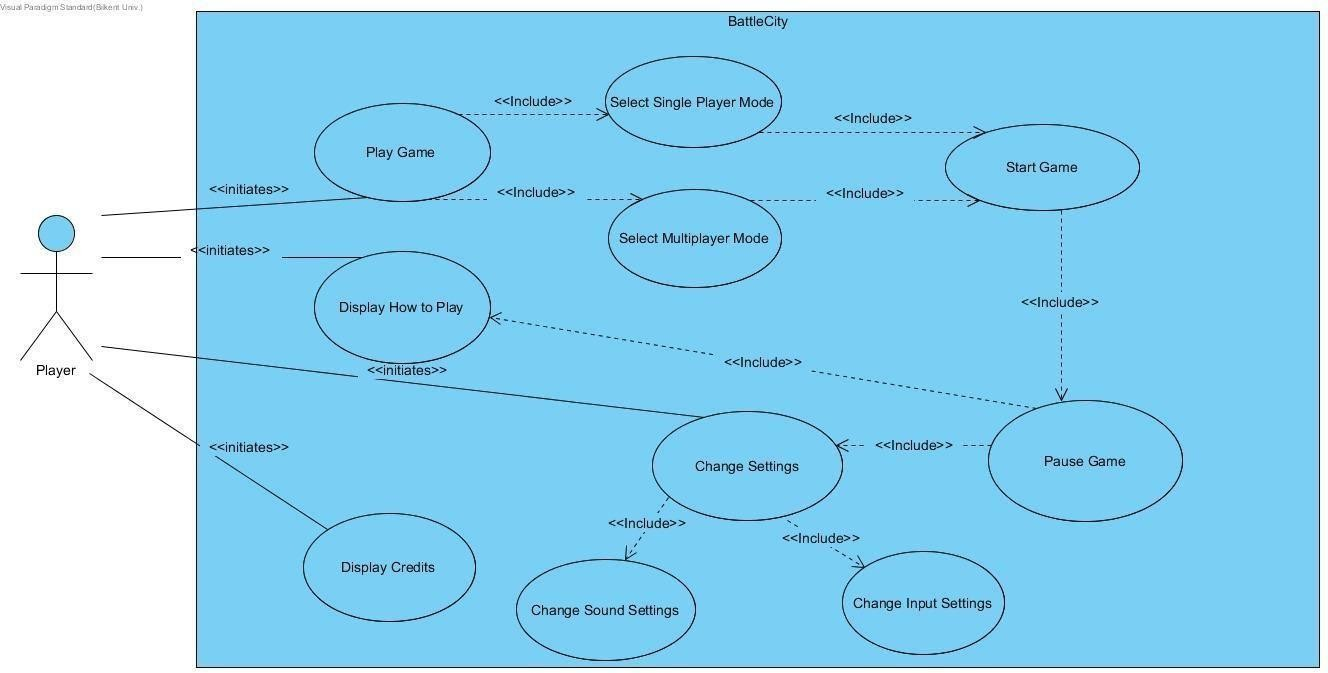 Visual Paradigm Standard(Bilkent Univ.)
BattleCity
<<Include>>
Select Single Player Mode
<<Include>>
Play Game
Start Game
<<initiates>>
<<Include>>
<<Include>>
Select Multiplayer Mode
<<initiates>>
Display How to Play
<<Include>>
<<Include>>
<<initiates>>
Player
<<initiates>>
<<Include>>
Change Settings
Pause Game
<<Include>>
<<Include>>
Display Credits
Change Sound Settings
Change Input Settings